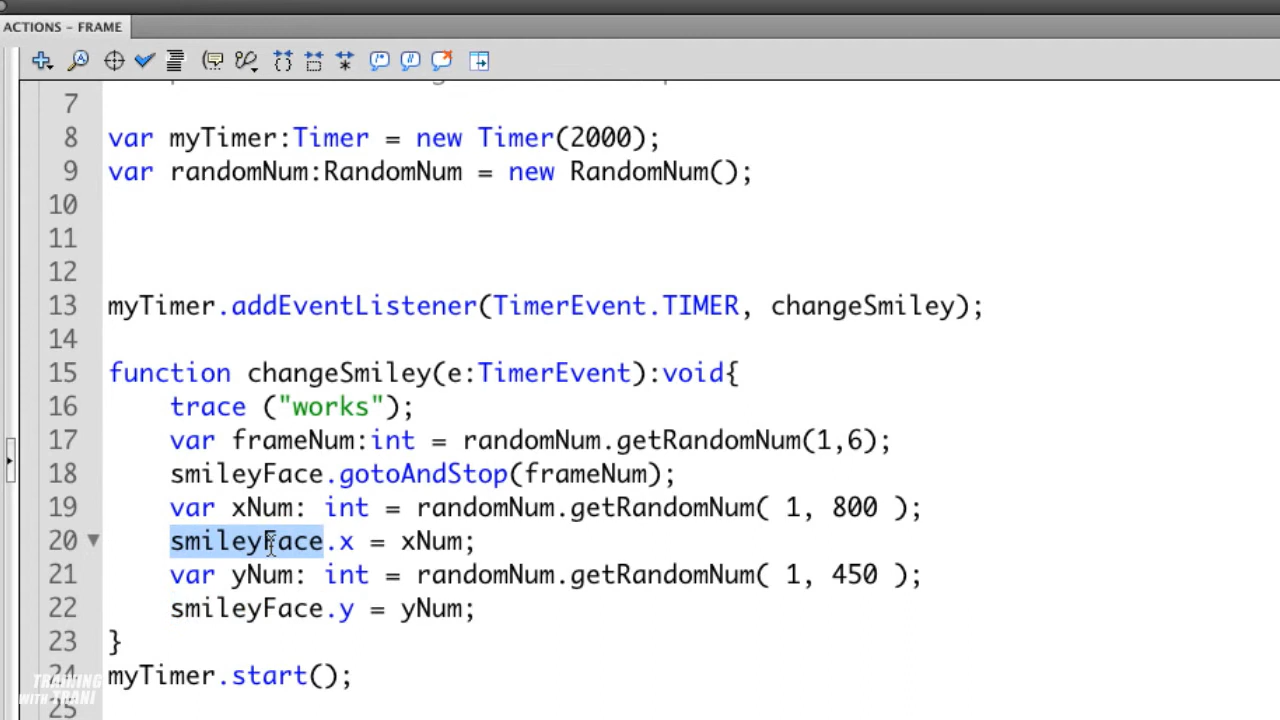 ACTIONS – FRAME
7
8 var myTimer:Timer = new Timer(2000);
9 var randomNum:RandomNum = new RandomNum();
10
11
12
13 myTimer.addEventListener(TimerEvent.TIMER, changeSmiley);
14
15 function changeSmiley(e:TimerEvent):void{
16 trace ("works");
17 var frameNum:int = randomNum.getRandomNum(1,6);
18 smileyFace.gotoAndStop(frameNum);
19 var xNum: int = randomNum.getRandomNum( 1, 800 );
20 smileyFace.x = xNum;
21 var yNum: int = randomNum.getRandomNum( 1, 450 );
22 smileyFace.y = yNum;
23 }
24 myTimer.start();
TRAINING
WITH TRANI
25